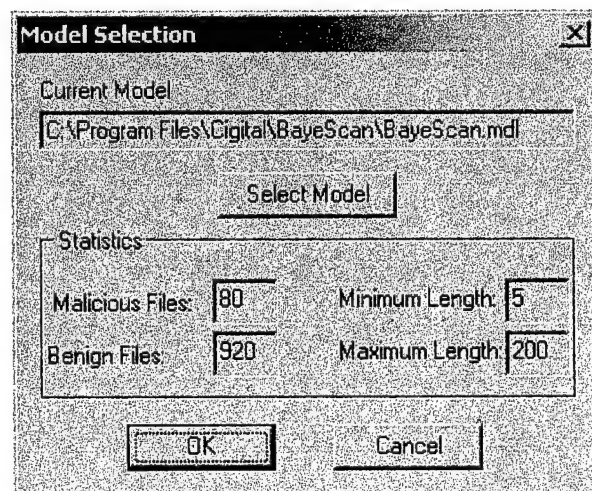 Model Selection
Current Model
C:\Program Files\Cigital\BayeScan\BayeScan.mdl
Select Model
Statistics
Malicious Files: 80 Minimum Length: 5
Benign Files: 920 Maximum Length: 200
OK Cancel